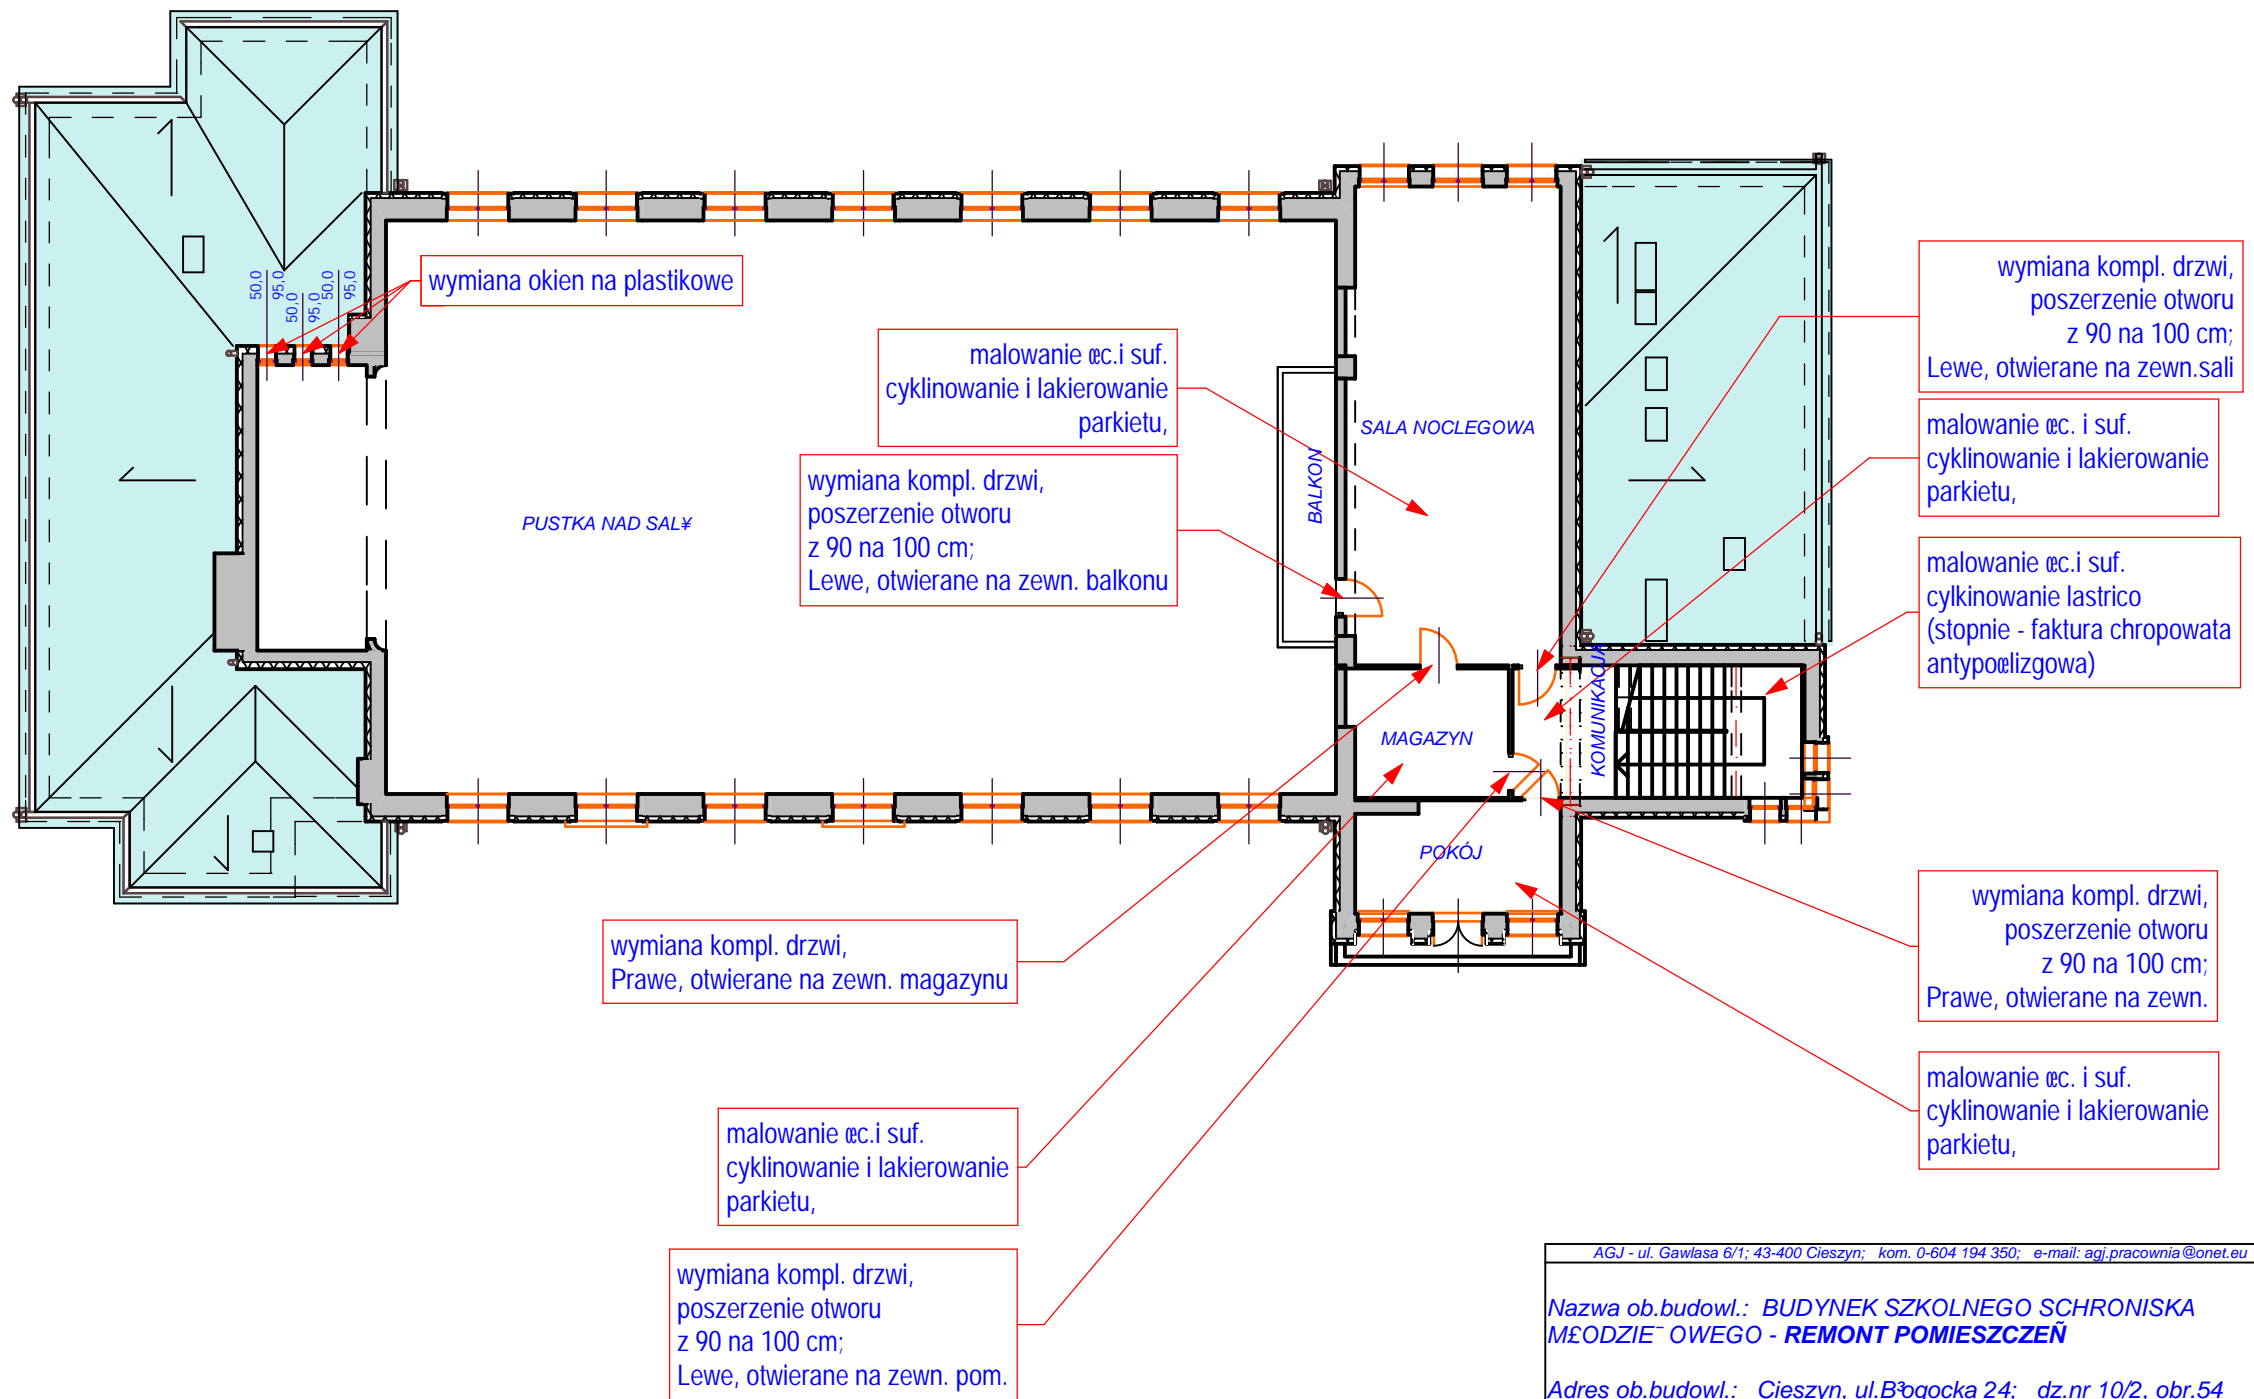 50,0
95,0
50,0
95,0
50,0
95,0
wymiana okien na plastikowe
malowanie œc.i suf.
cyklinowanie i lakierowanie
parkietu,
wymiana kompl. drzwi,
poszerzenie otworu
z 90 na 100 cm;
Lewe, otwierane na zewn. balkonu
PUSTKA NAD SAL¥
BALKON
SALA NOCLEGOWA
MAGAZYN
KOMUNIKACJA
POKÓJ
wymiana kompl. drzwi,
poszerzenie otworu
z 90 na 100 cm;
Lewe, otwierane na zewn.sali
malowanie œc. i suf.
cyklinowanie i lakierowanie
parkietu,
malowanie œc.i suf.
cylkinowanie lastrico
(stopnie - faktura chropowata
antypoœlizgowa)
wymiana kompl. drzwi,
poszerzenie otworu
z 90 na 100 cm;
Prawe, otwierane na zewn.
malowanie œc. i suf.
cyklinowanie i lakierowanie
parkietu,
wymiana kompl. drzwi,
Prawe, otwierane na zewn. magazynu
malowanie œc.i suf.
cyklinowanie i lakierowanie
parkietu,
wymiana kompl. drzwi,
poszerzenie otworu
z 90 na 100 cm;
Lewe, otwierane na zewn. pom.
AGJ - ul. Gawlasa 6/1; 43-400 Cieszyn; kom. 0-604 194 350; e-mail: agj.pracownia@onet.eu
Nazwa ob.budowl.: BUDYNEK SZKOLNEGO SCHRONISKA
M£ODZIE¯OWEGO - REMONT POMIESZCZEÑ
Adres ob.budowl.: Cieszyn, ul.B³ogocka 24; dz.nr 10/2, obr.54